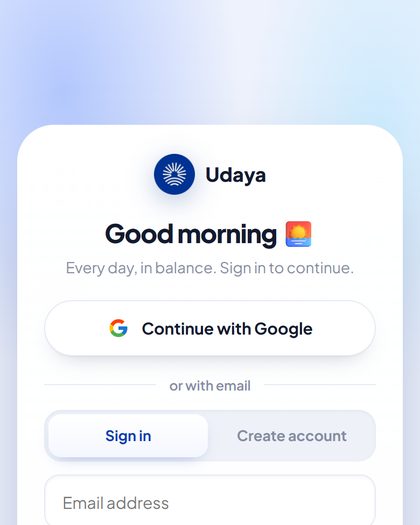 Udaya
Good morning 🌅
Every day, in balance. Sign in to continue.
Continue with Google
or with email
Sign in
Create account
Email address